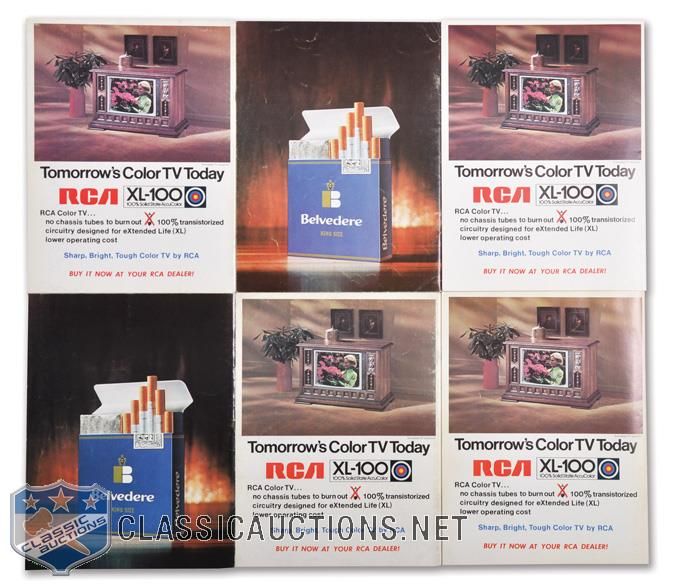 Tomorrow's Color TV Today
RCA XL-100
100% Solid State AccuColor
RCA Color TV...
no chassis tubes to burn out 100% transistorized
circuitry designed for eXtended Life (XL)
lower operating cost
Sharp, Bright, Tough Color TV by RCA
BUY IT NOW AT YOUR RCA DEALER!
B
Belvedere
KING SIZE
Belvedere
Tomorrow's Color TV Today
RCA XL-100
100% Solid State AccuColor
RCA Color TV...
no chassis tubes to burn out 100% transistorized
circuitry designed for eXtended Life (XL)
lower operating cost
Sharp, Bright, Tough Color TV by RCA
BUY IT NOW AT YOUR RCA DEALER!
B
Belvedere
KING SIZE
Belvedere
Tomorrow's Color TV Today
RCA XL-100
100% Solid State AccuColor
RCA Color TV...
no chassis tubes to burn out 100% transistorized
circuitry designed for eXtended Life (XL)
lower operating cost
Sharp, Bright, Tough Color TV by RCA
BUY IT NOW AT YOUR RCA DEALER!
Tomorrow's Color TV Today
RCA XL-100
100% Solid State AccuColor
RCA Color TV...
no chassis tubes to burn out 100% transistorized
circuitry designed for eXtended Life (XL)
lower operating cost
Sharp, Bright, Tough Color TV by RCA
BUY IT NOW AT YOUR RCA DEALER!
CLASSIC
AUCTIONS
CLASSICAUCTIONS.NET